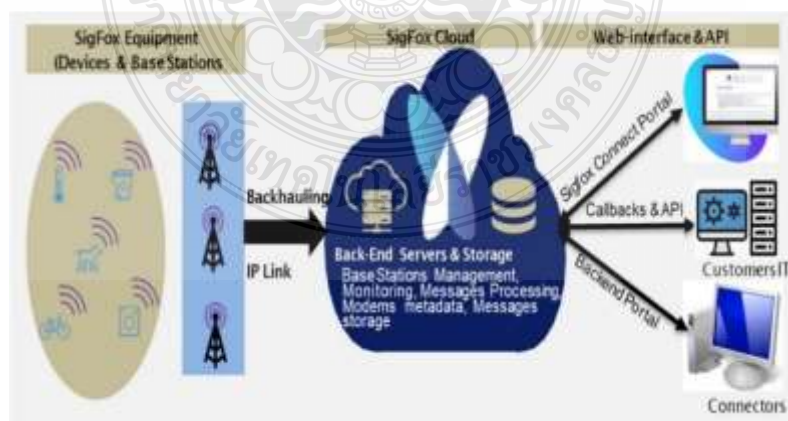 SigFox Equipment
(Devices & Base Stations
SigFox Cloud
Web-interface & API
Backhauling
IP Link
Back-End Servers & Storage
Base Stations Management,
Monitoring, Messages Processing,
Modems metadata, Messages
storage
Sigfox Connect Portal
Callbacks & API
Backend Portal
Customers IT
Connectors